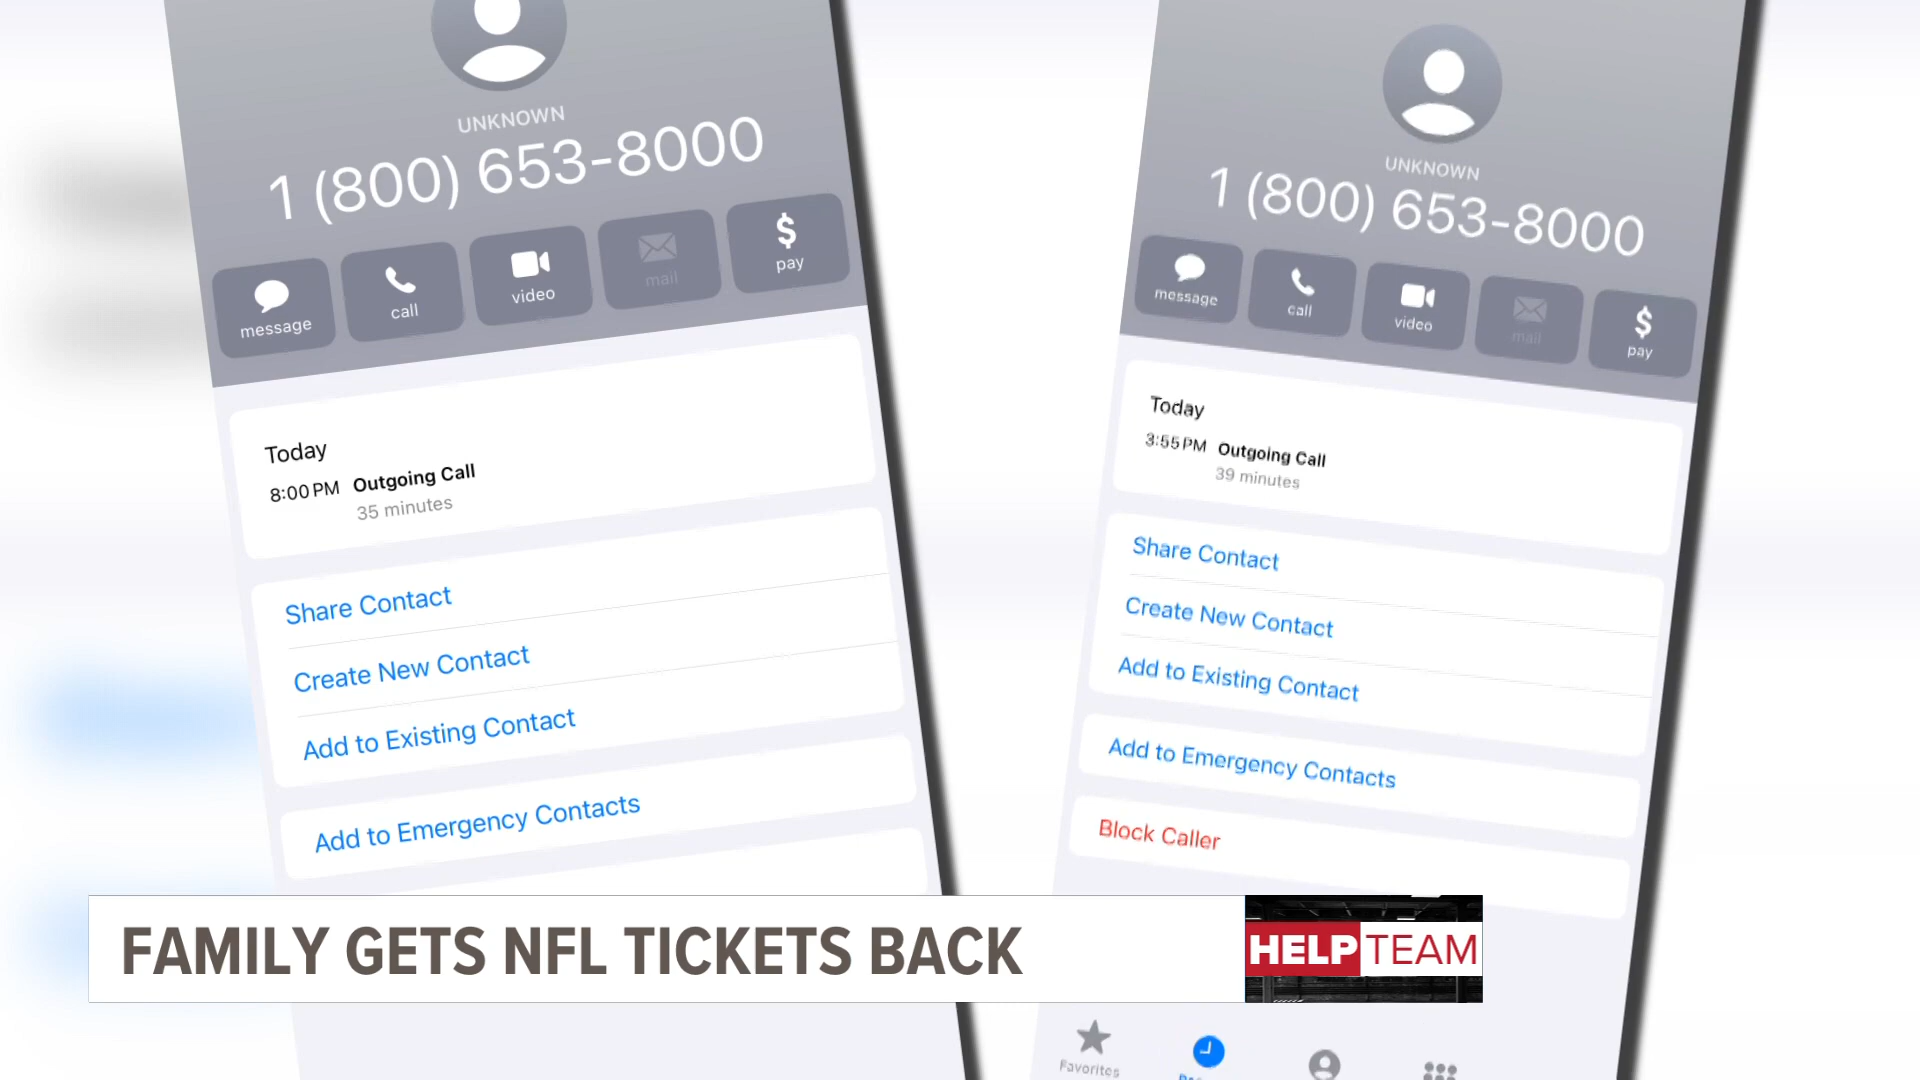 UNKNOWN
1 (800) 653-8000
message
call
video
mail
pay
Today
8:00 PM Outgoing Call
35 minutes
Share Contact
Create New Contact
Add to Existing Contact
Add to Emergency Contacts
UNKNOWN
1 (800) 653-8000
message
call
video
mail
pay
Today
3:55 PM Outgoing Call
39 minutes
Share Contact
Create New Contact
Add to Existing Contact
Add to Emergency Contacts
Block Caller
Favorites
FAMILY GETS NFL TICKETS BACK
HELP TEAM